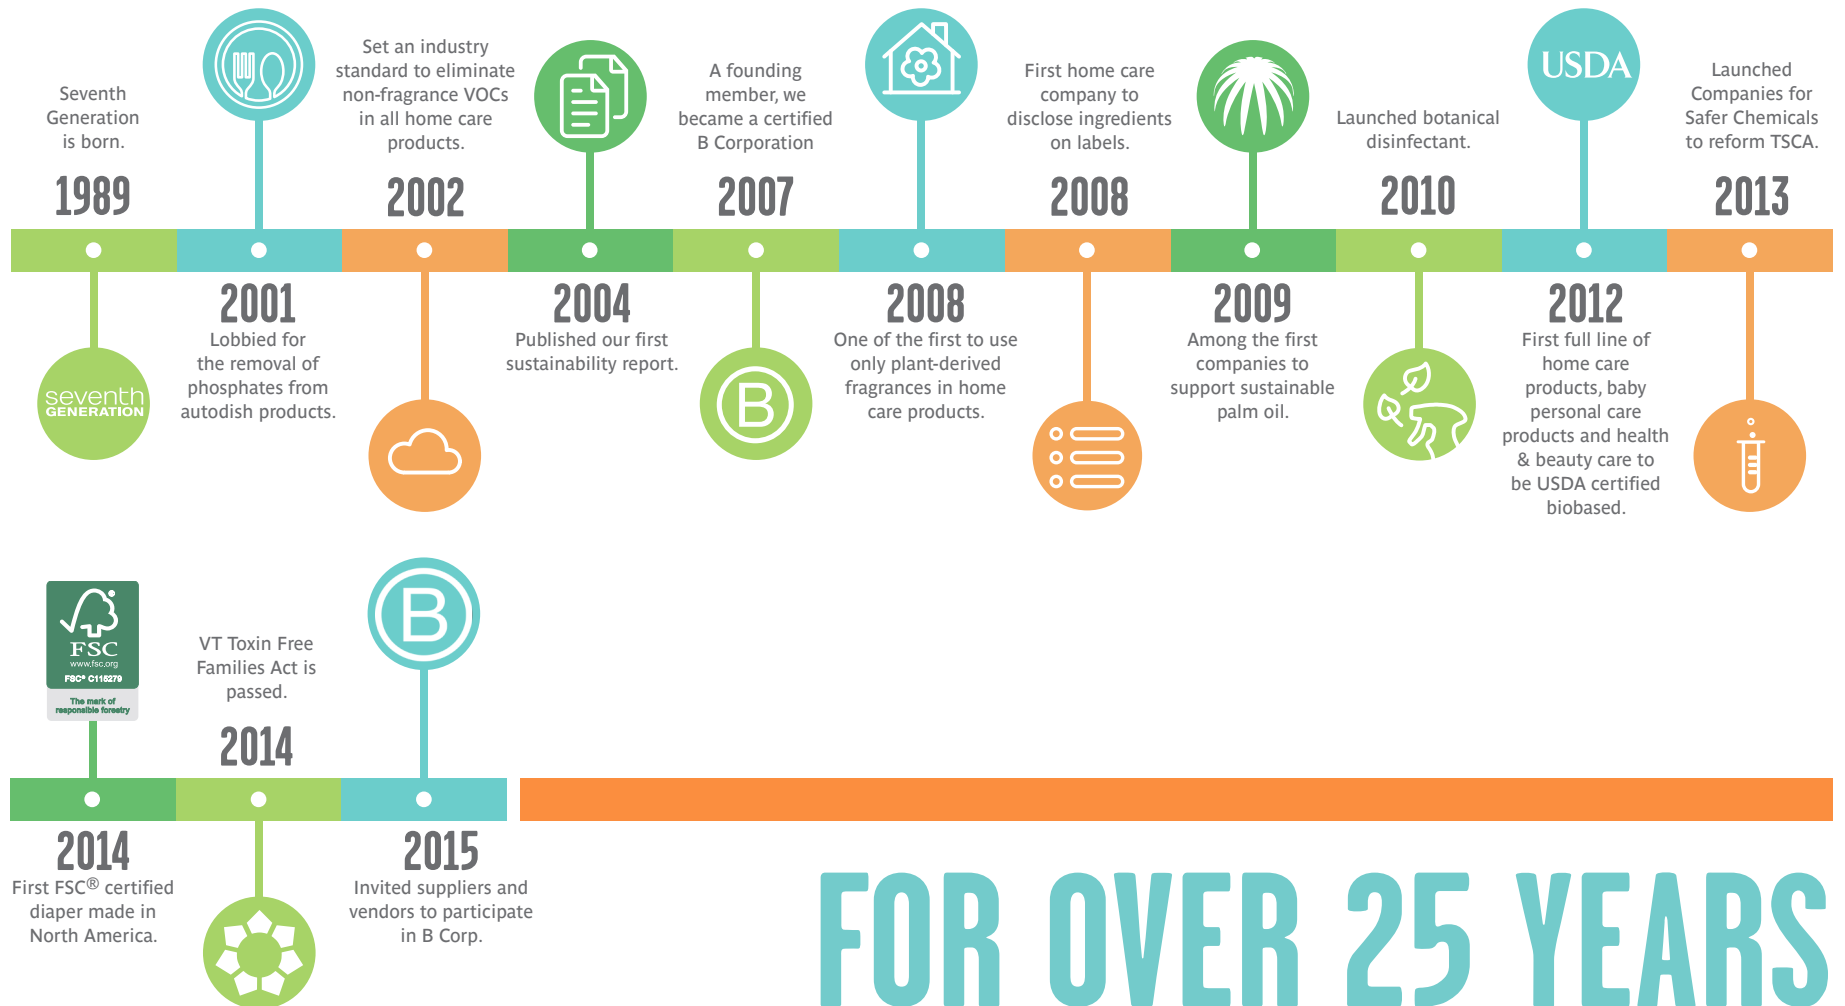 Seventh
Generation
is born.
1989
seventh
GENERATION
2001
Lobbied for
the removal of
phosphates from
autodish products.
Set an industry
standard to eliminate
non-fragrance VOCs
in all home care
products.
2002
2004
Published our first
sustainability report.
A founding
member, we
became a certified
B Corporation
2007
B
2008
One of the first to use
only plant-derived
fragrances in home
care products.
First home care
company to
disclose ingredients
on labels.
2008
2009
Among the first
companies to
support sustainable
palm oil.
Launched botanical
disinfectant.
2010
USDA
2012
First full line of
home care
products, baby
personal care
products and health
& beauty care to
be USDA certified
biobased.
Launched
Companies for
Safer Chemicals
to reform TSCA.
2013
FSC
www.fsc.org
FSC® C115279
The mark of
responsible forestry
2014
First FSC® certified
diaper made in
North America.
VT Toxin Free
Families Act is
passed.
2014
B
2015
Invited suppliers and
vendors to participate
in B Corp.
FOR OVER 25 YEARS